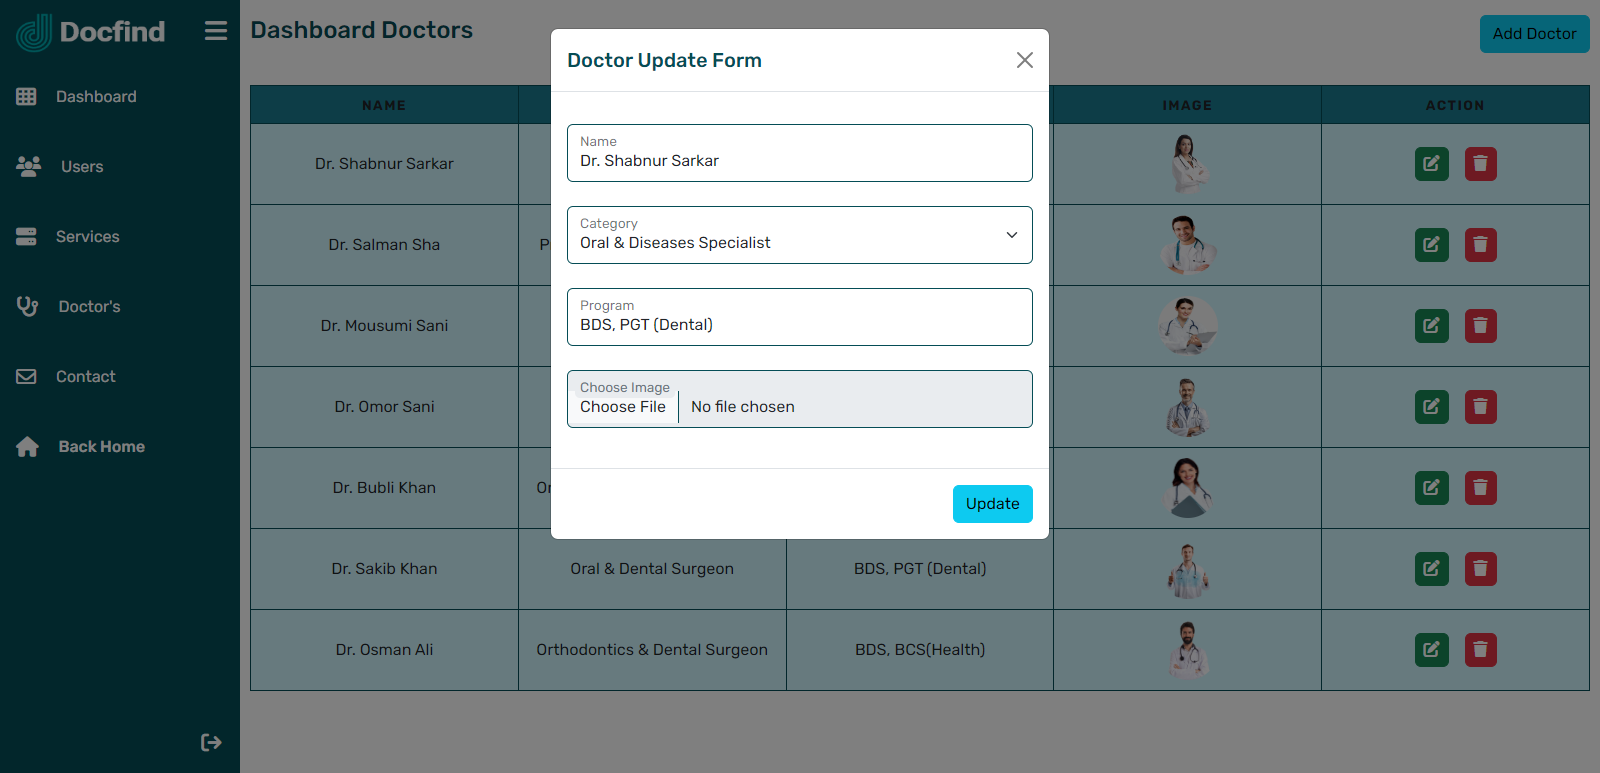 Docfind
Dashboard
Users
Services
Doctor's
Contact
Back Home
Dashboard Doctors
Add Doctor
NAME
IMAGE
ACTION
Dr. Shabnur Sarkar
Dr. Salman Sha
P
Dr. Mousumi Sani
Dr. Omor Sani
Dr. Bubli Khan
Or
Dr. Sakib Khan
Oral & Dental Surgeon
BDS, PGT (Dental)
Dr. Osman Ali
Orthodontics & Dental Surgeon
BDS, BCS(Health)
Doctor Update Form
Name
Dr. Shabnur Sarkar
Category
Oral & Diseases Specialist
Program
BDS, PGT (Dental)
Choose Image
Choose File No file chosen
Update